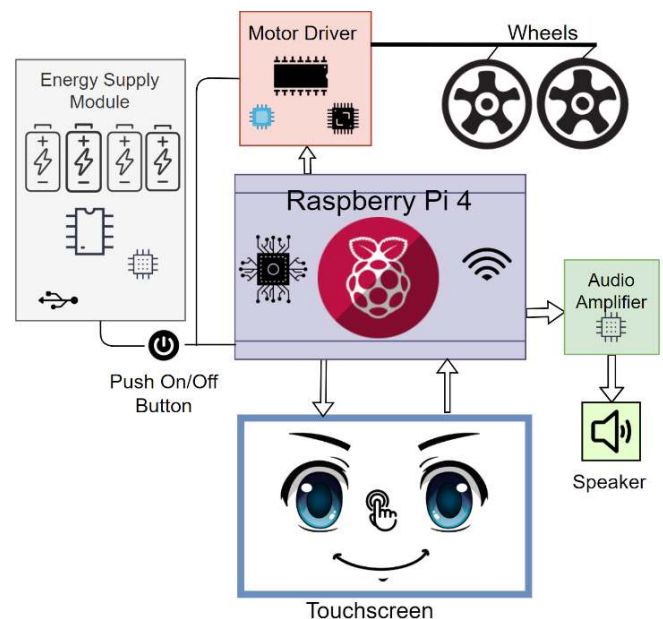 Motor Driver
Wheels
Energy Supply
Module
Raspberry Pi 4
Audio
Amplifier
Push On/Off
Button
Speaker
Touchscreen